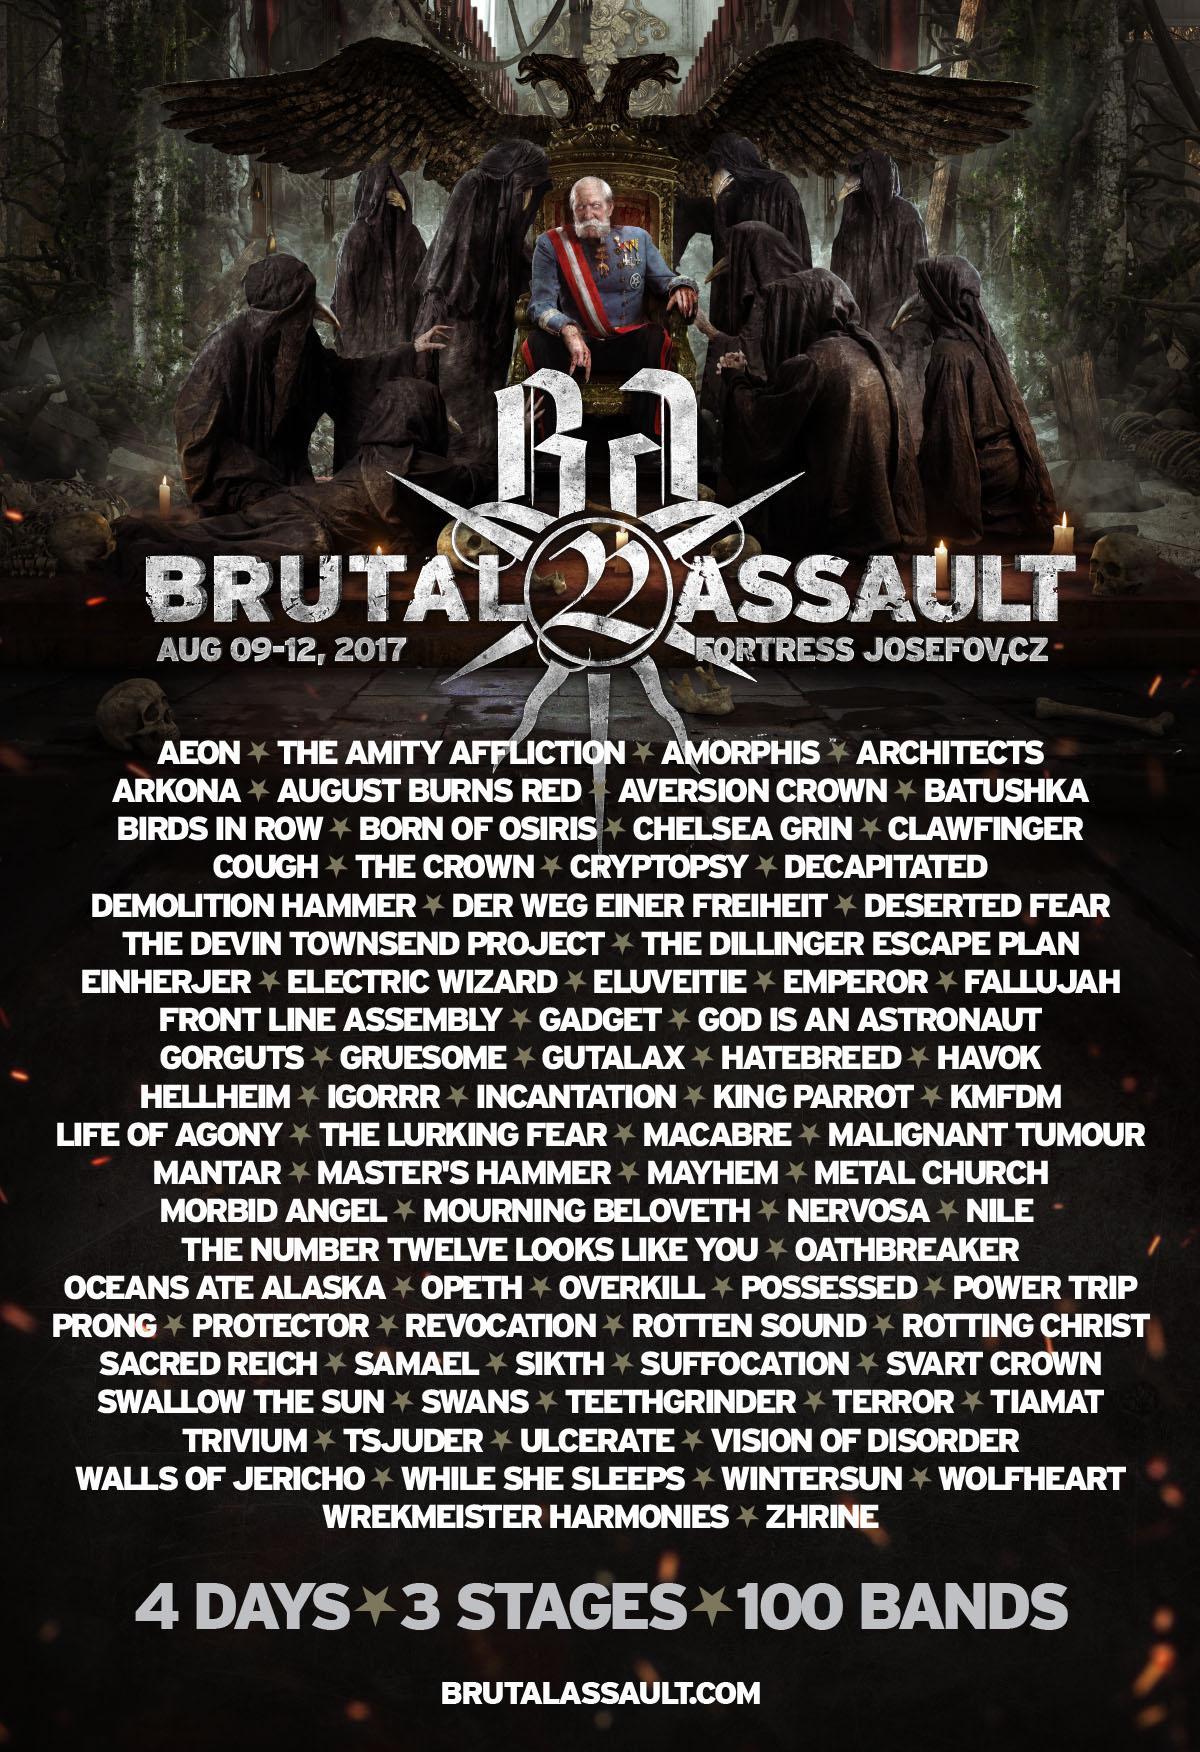 BA
BRUTAL 22 ASSAULT
AUG 09-12, 2017 FORTRESS JOSEFOV,CZ
AEON ★ THE AMITY AFFLICTION ★ AMORPHIS ★ ARCHITECTS
ARKONA ★ AUGUST BURNS RED ★ AVERSION CROWN ★ BATUSHKA
BIRDS IN ROW ★ BORN OF OSIRIS ★ CHELSEA GRIN ★ CLAWFINGER
COUGH ★ THE CROWN ★ CRYPTOPSY ★ DECAPITATED
DEMOLITION HAMMER ★ DER WEG EINER FREIHEIT ★ DESERTED FEAR
THE DEVIN TOWNSEND PROJECT ★ THE DILLINGER ESCAPE PLAN
EINHERJER ★ ELECTRIC WIZARD ★ ELUVEITIE ★ EMPEROR ★ FALLUJAH
FRONT LINE ASSEMBLY ★ GADGET ★ GOD IS AN ASTRONAUT
GORGUTS ★ GRUESOME ★ GUTALAX ★ HATEBREED ★ HAVOK
HELLHEIM ★ IGORRR ★ INCANTATION ★ KING PARROT ★ KMFDM
LIFE OF AGONY ★ THE LURKING FEAR ★ MACABRE ★ MALIGNANT TUMOUR
MANTAR ★ MASTER'S HAMMER ★ MAYHEM ★ METAL CHURCH
MORBID ANGEL ★ MOURNING BELOVETH ★ NERVOSA ★ NILE
THE NUMBER TWELVE LOOKS LIKE YOU ★ OATHBREAKER
OCEANS ATE ALASKA ★ OPETH ★ OVERKILL ★ POSSESSED ★ POWER TRIP
PRONG ★ PROTECTOR ★ REVOCATION ★ ROTTEN SOUND ★ ROTTING CHRIST
SACRED REICH ★ SAMAEL ★ SIKTH ★ SUFFOCATION ★ SVART CROWN
SWALLOW THE SUN ★ SWANS ★ TEETHGRINDER ★ TERROR ★ TIAMAT
TRIVIUM ★ TSJUDER ★ ULCERATE ★ VISION OF DISORDER
WALLS OF JERICHO ★ WHILE SHE SLEEPS ★ WINTERSUN ★ WOLFHEART
WREKMEISTER HARMONIES ★ ZHRINE
4 DAYS ★ 3 STAGES ★ 100 BANDS
BRUTALASSAULT.COM